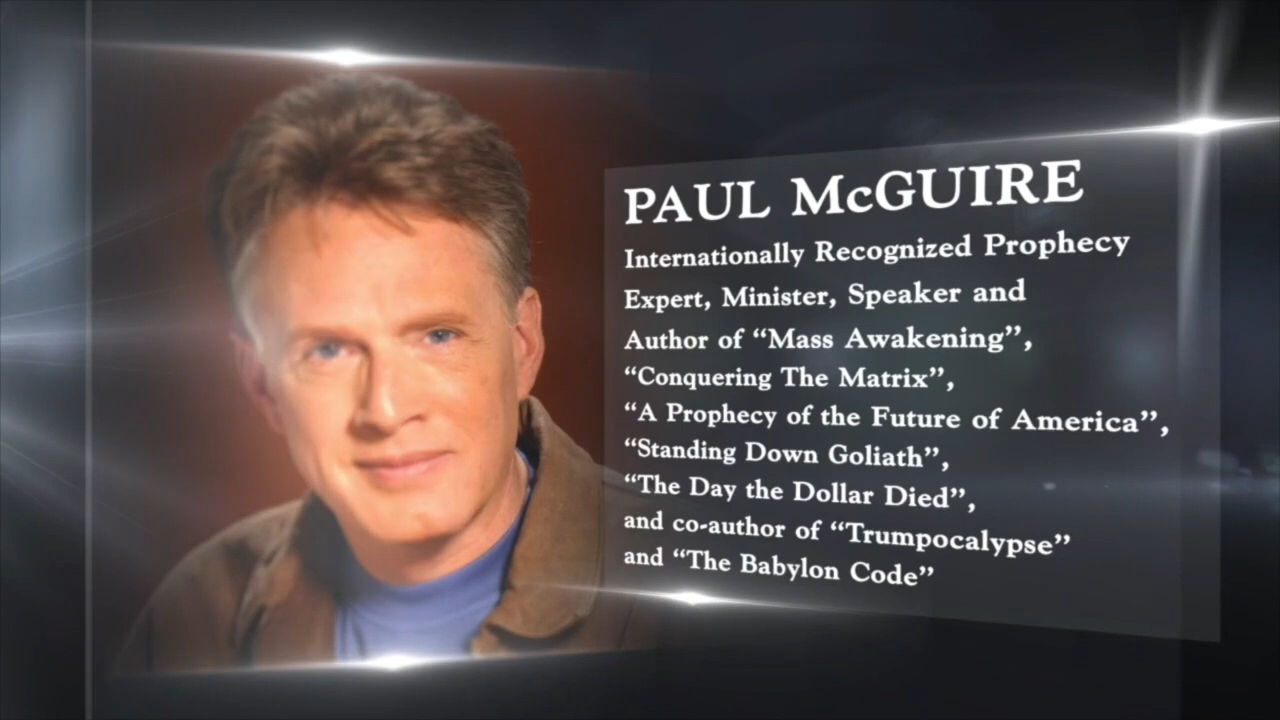 PAUL McGUIRE
Internationally Recognized Prophecy
Expert, Minister, Speaker and
Author of “Mass Awakening”,
“Conquering The Matrix”,
“A Prophecy of the Future of America”,
“Standing Down Goliath”,
“The Day the Dollar Died”,
and co-author of “Trumpocalypse”
and “The Babylon Code”